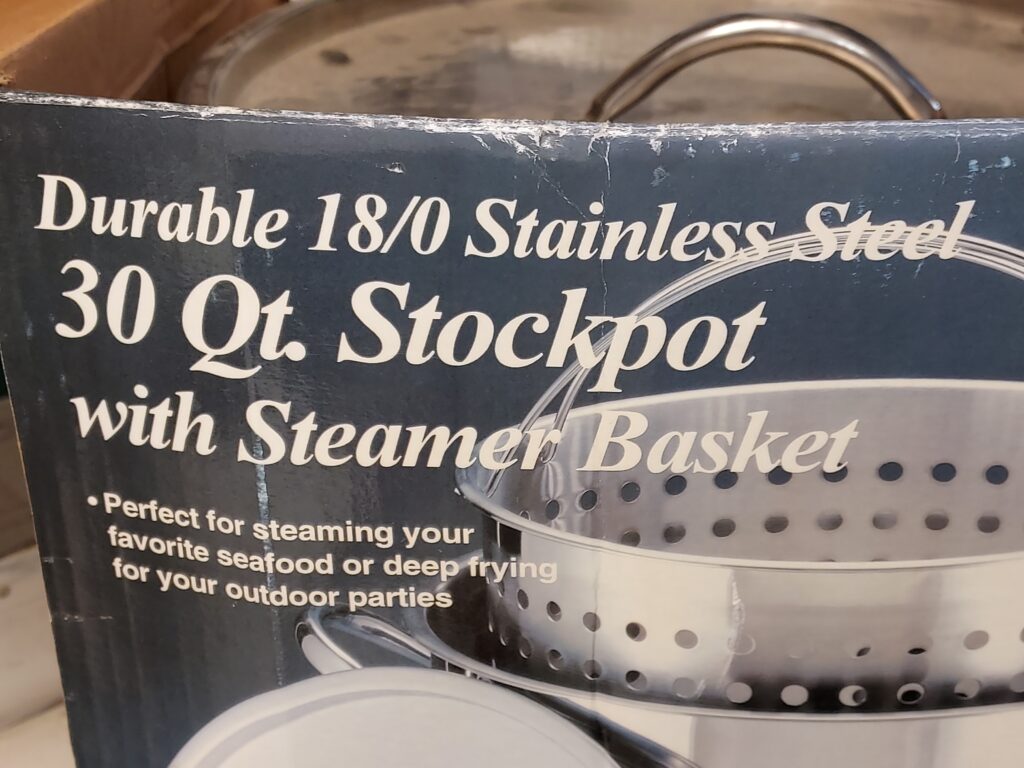 Durable 18/0 Stainless Steel
30 Qt. Stockpot
with Steamer Basket
• Perfect for steaming your
favorite seafood or deep frying
for your outdoor parties